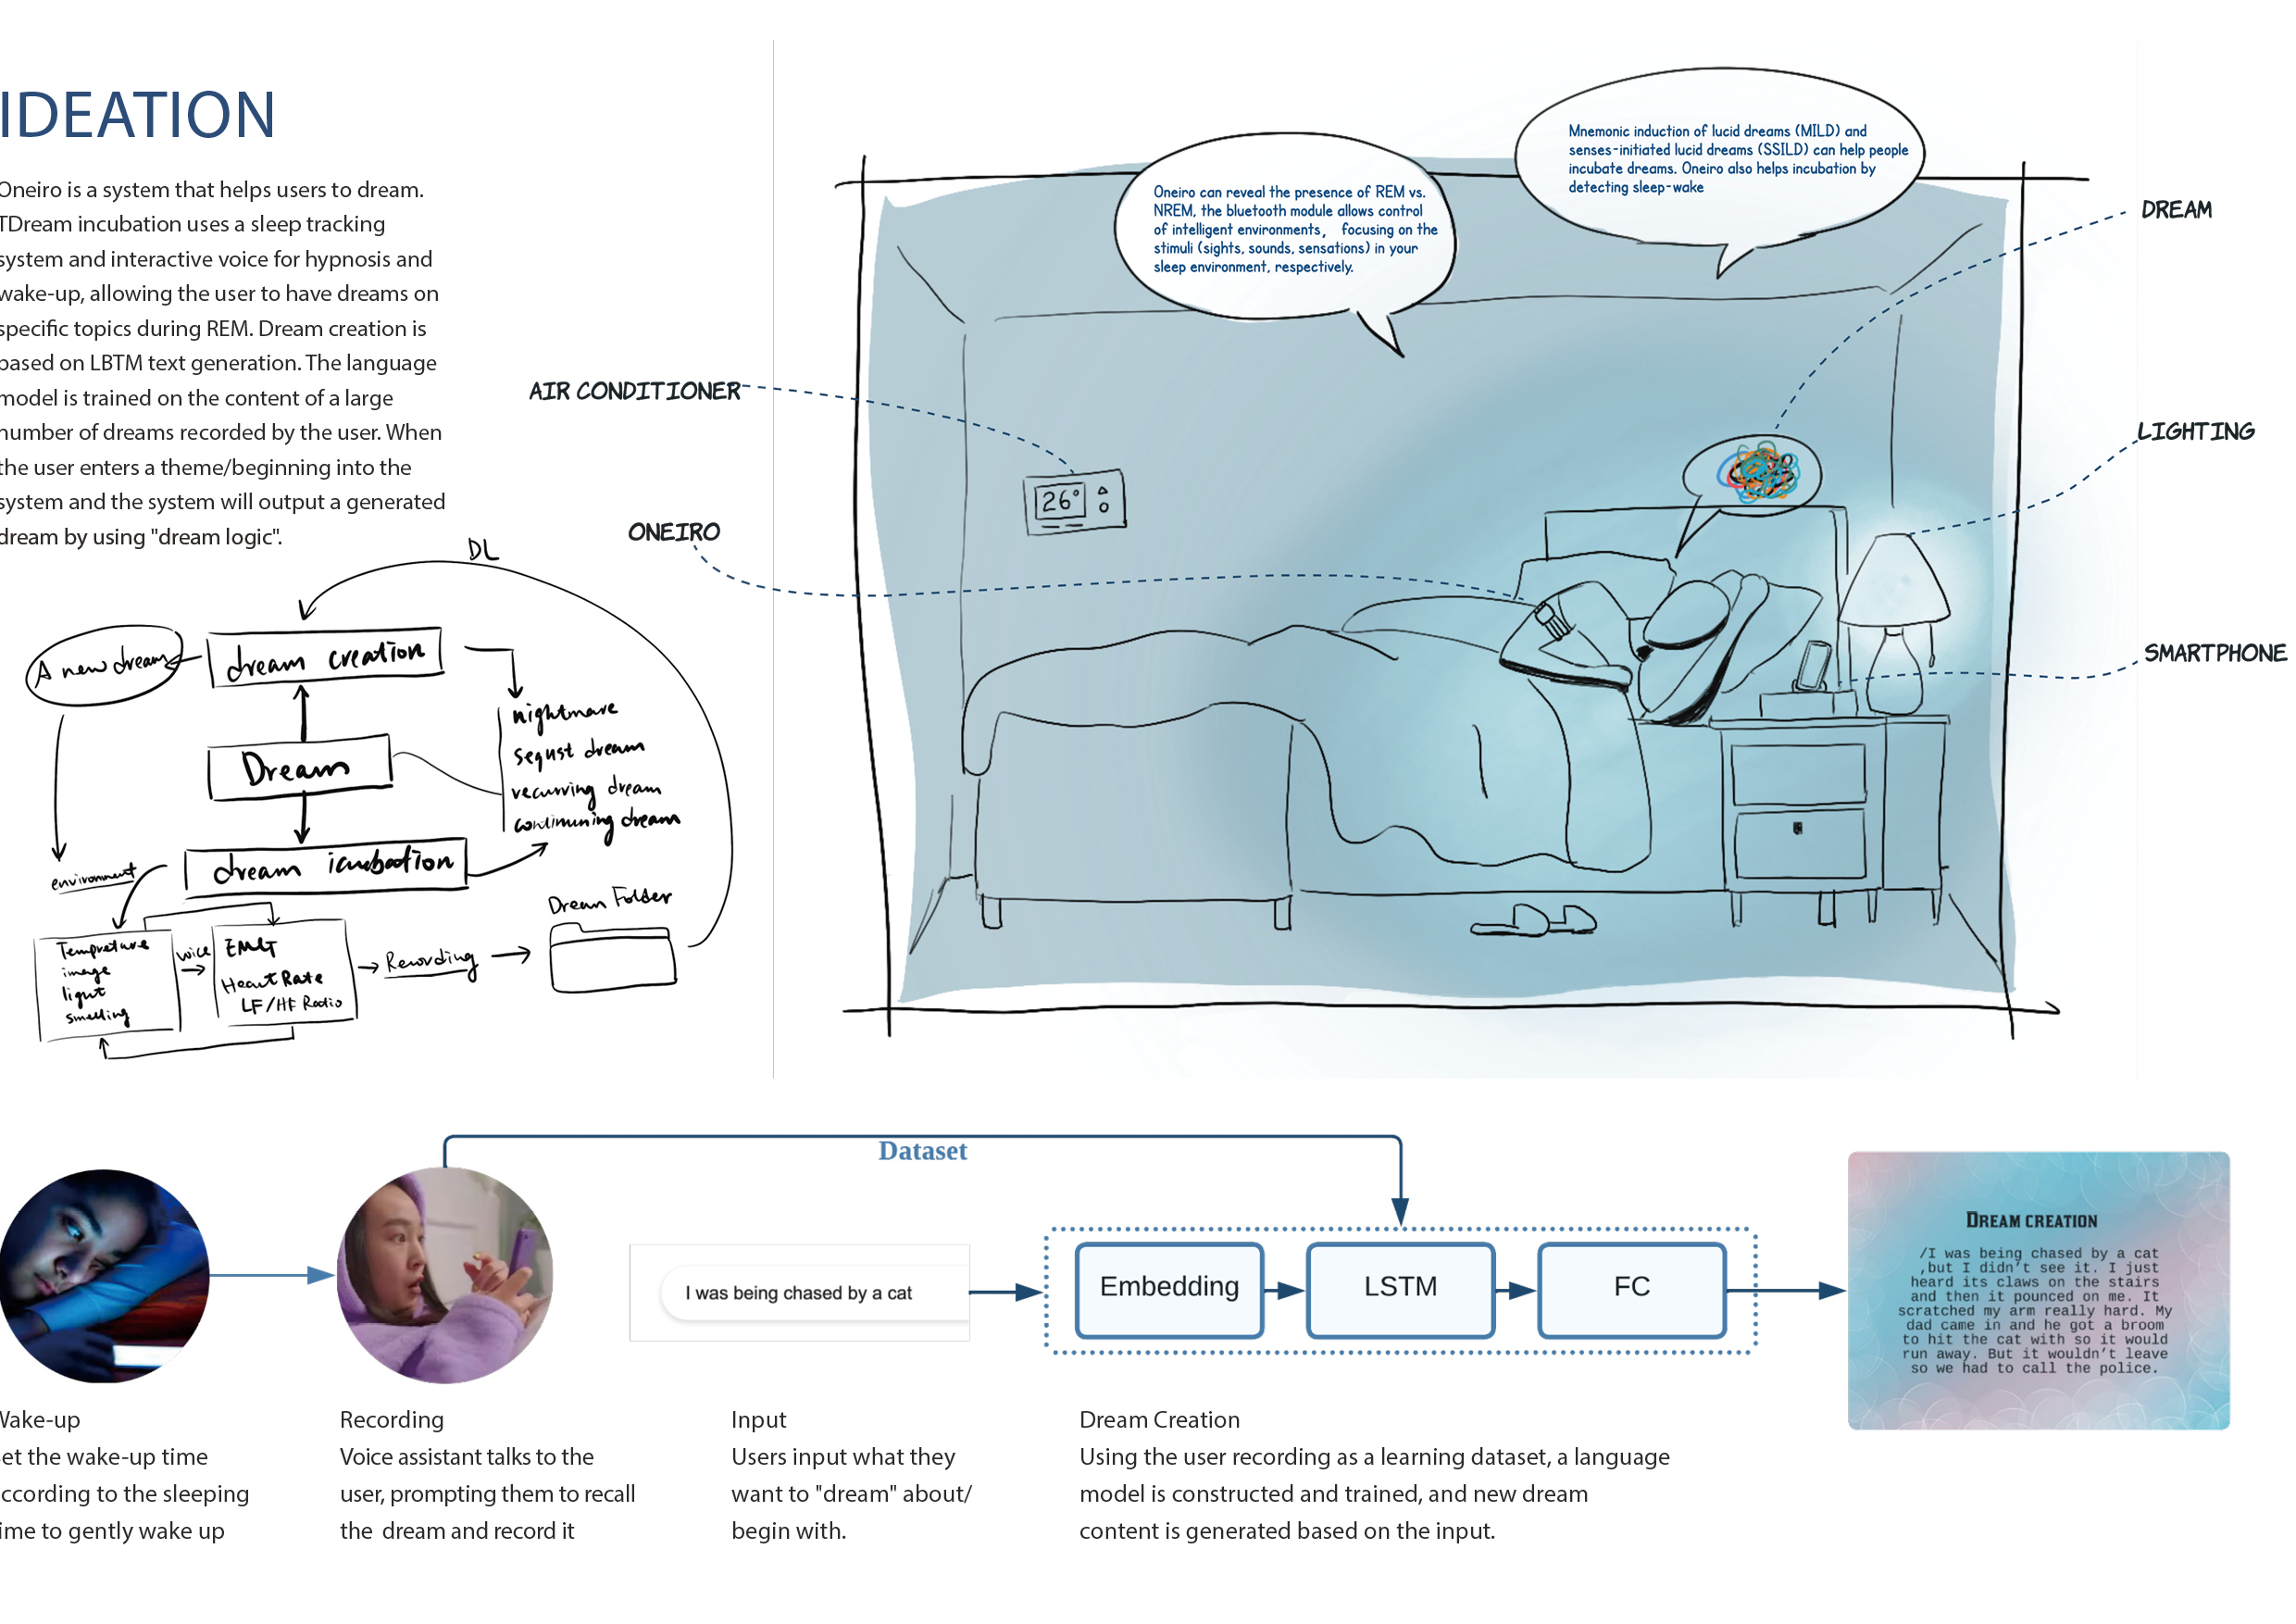 IDEATION
Oneiro is a system that helps users to dream.
TDream incubation uses a sleep tracking
system and interactive voice for hypnosis and
wake-up, allowing the user to have dreams on
specific topics during REM. Dream creation is
based on LBTM text generation. The language
model is trained on the content of a large
number of dreams recorded by the user. When
the user enters a theme/beginning into the
system and the system will output a generated
dream by using "dream logic".
DL
A new dream
dream creation
nightmare
Dream
recurring dream
continuning dream
dream icubation
environment
Temprature
image
light
smelling
voice
EMG
Heart Rate
LF/HF Radio
Recording
Dream Folder
Oneiro can reveal the presence of REM vs.
NREM, the bluetooth module allows control
of intelligent environments, focusing on the
stimuli (sights, sounds, sensations) in your
sleep environment, respectively.
Mnemonic induction of lucid dreams (MILD) and
senses-initiated lucid dreams (SSILD) can help people
incubate dreams. Oneiro also helps incubation by
detecting sleep-wake
DREAM
AIR CONDITIONER
LIGHTING
26°
ONEIRO
SMARTPHONE
Dataset
I was being chased by a cat
Embedding
LSTM
FC
DREAM CREATION
/I was being chased by a cat
,but I didn't see it. I just
heard its claws on the stairs
and then it pounced on me. It
scratched my arm really hard. My
dad came in and he got a broom
to hit the cat with so it would
run away. But it wouldn't leave
so we had to call the police.
Wake-up
et the wake-up time
ccording to the sleeping
ime to gently wake up
Recording
Voice assistant talks to the
user, prompting them to recall
the dream and record it
Input
Users input what they
want to "dream" about/
begin with.
Dream Creation
Using the user recording as a learning dataset, a language
model is constructed and trained, and new dream
content is generated based on the input.